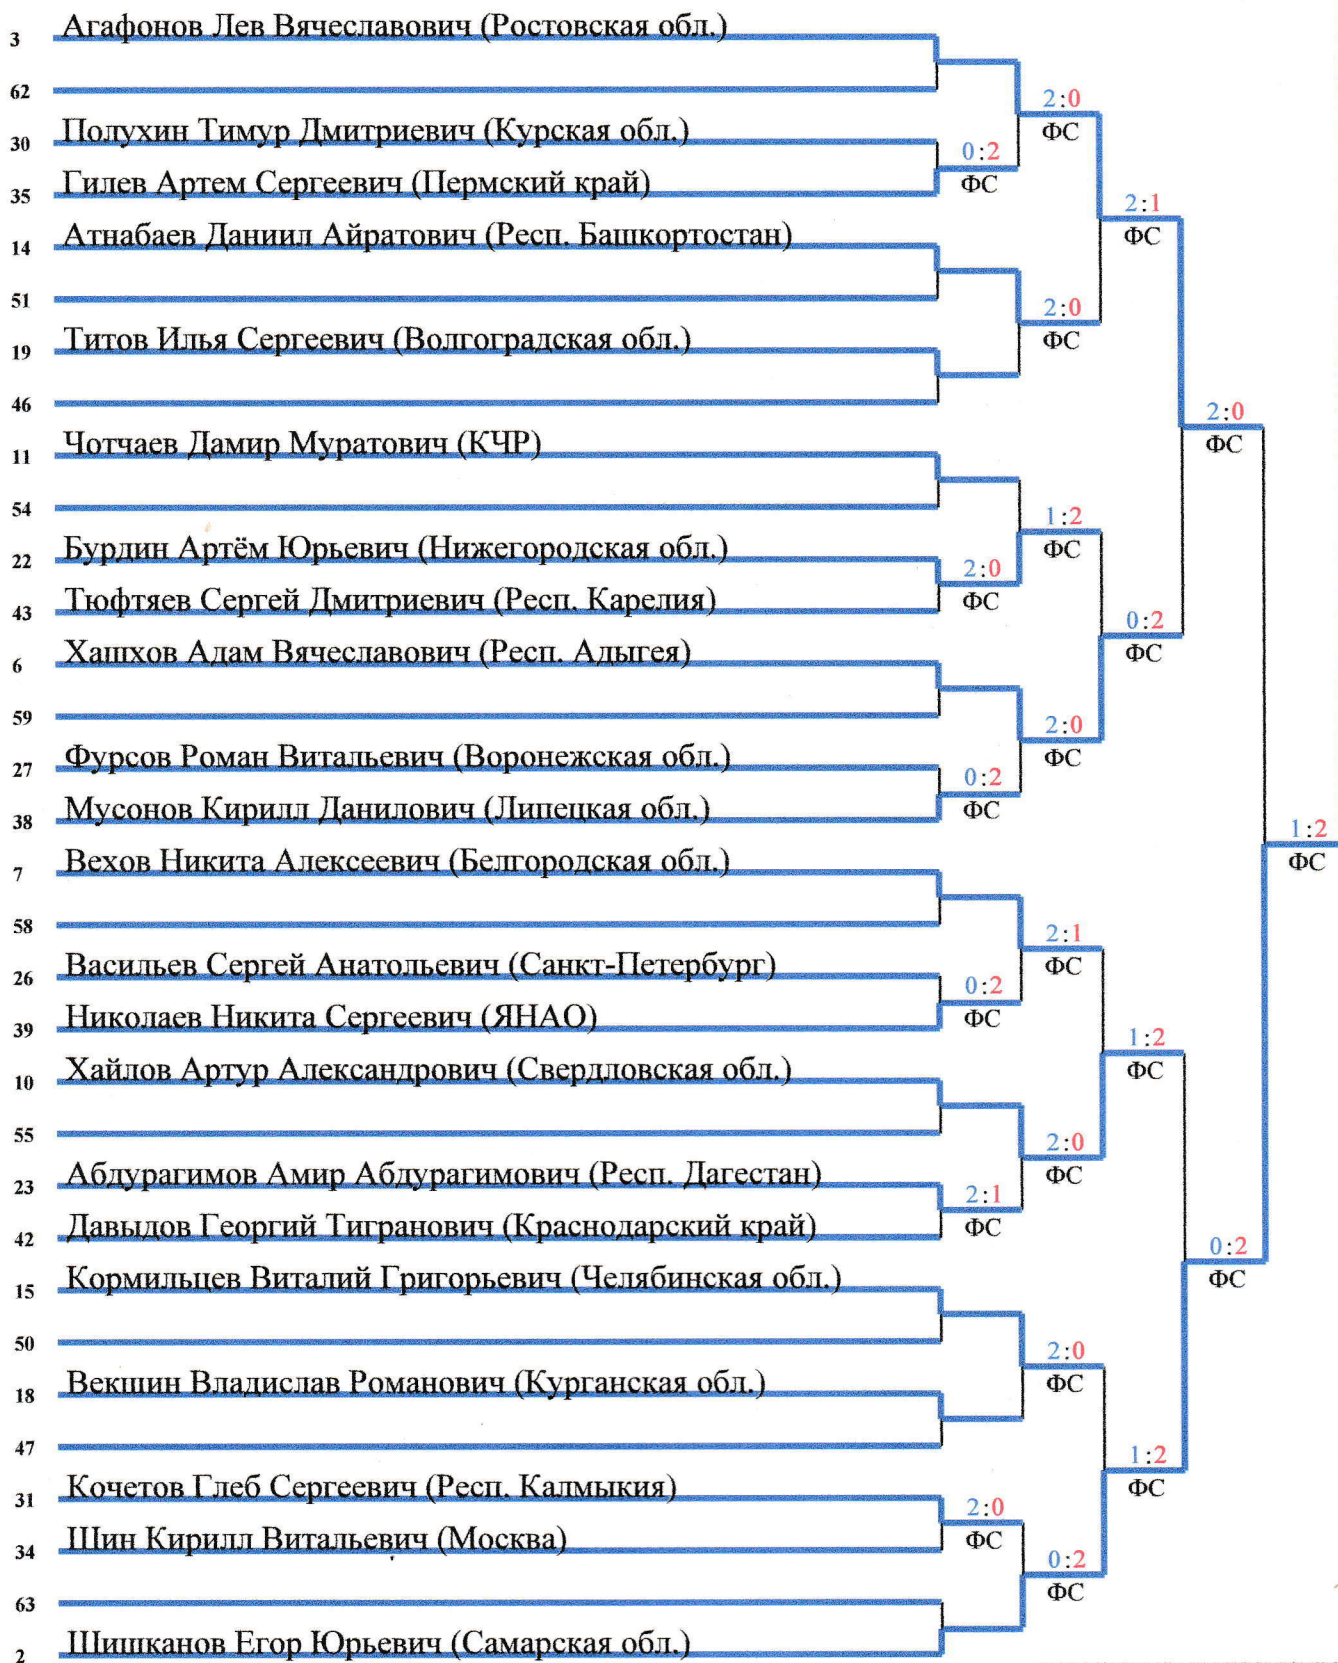 3 Агафонов Лев Вячеславович (Ростовская обл.)
62
2:0
ФС
30 Полухин Тимур Дмитриевич (Курская обл.)
0:2
ФС
35 Гилев Артем Сергеевич (Пермский край)
2:1
ФС
14 Атнабаев Даниил Айратович (Респ. Башкортостан)
51
2:0
ФС
19 Титов Илья Сергеевич (Волгоградская обл.)
46
2:0
ФС
11 Чотчаев Дамир Муратович (КЧР)
54
1:2
ФС
22 Бурдин Артём Юрьевич (Нижегородская обл.)
2:0
ФС
43 Тюфтяев Сергей Дмитриевич (Респ. Карелия)
0:2
ФС
6 Хашхов Адам Вячеславович (Респ. Адыгея)
59
2:0
ФС
27 Фурсов Роман Витальевич (Воронежская обл.)
0:2
ФС
38 Мусонов Кирилл Данилович (Липецкая обл.)
1:2
ФС
7 Вехов Никита Алексеевич (Белгородская обл.)
58
2:1
ФС
26 Васильев Сергей Анатольевич (Санкт-Петербург)
0:2
ФС
39 Николаев Никита Сергеевич (ЯНАО)
1:2
ФС
10 Хайлов Артур Александрович (Свердловская обл.)
55
2:0
ФС
23 Абдурагимов Амир Абдурагимович (Респ. Дагестан)
2:1
ФС
42 Давыдов Георгий Тигранович (Краснодарский край)
0:2
ФС
15 Кормильцев Виталий Григорьевич (Челябинская обл.)
50
2:0
ФС
18 Векшин Владислав Романович (Курганская обл.)
47
1:2
ФС
31 Кочетов Глеб Сергеевич (Респ. Калмыкия)
2:0
ФС
34 Шин Кирилл Витальевич (Москва)
0:2
ФС
63
2 Шишканов Егор Юрьевич (Самарская обл.)